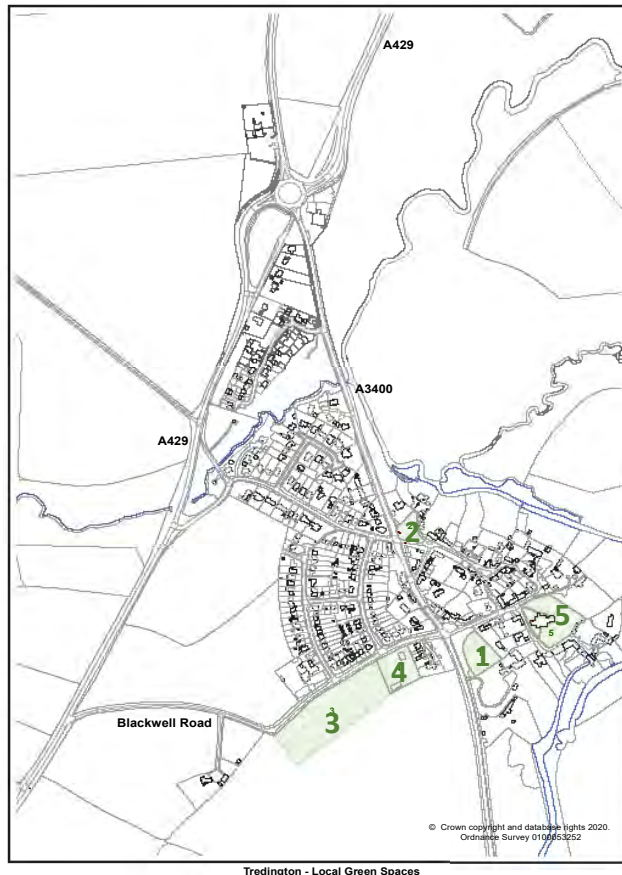 A429
A3400
A429
2
5
5
1
4
3
3
Blackwell Road
© Crown copyright and database rights 2020.
Ordnance Survey 0100053252
Tredington - Local Green Spaces